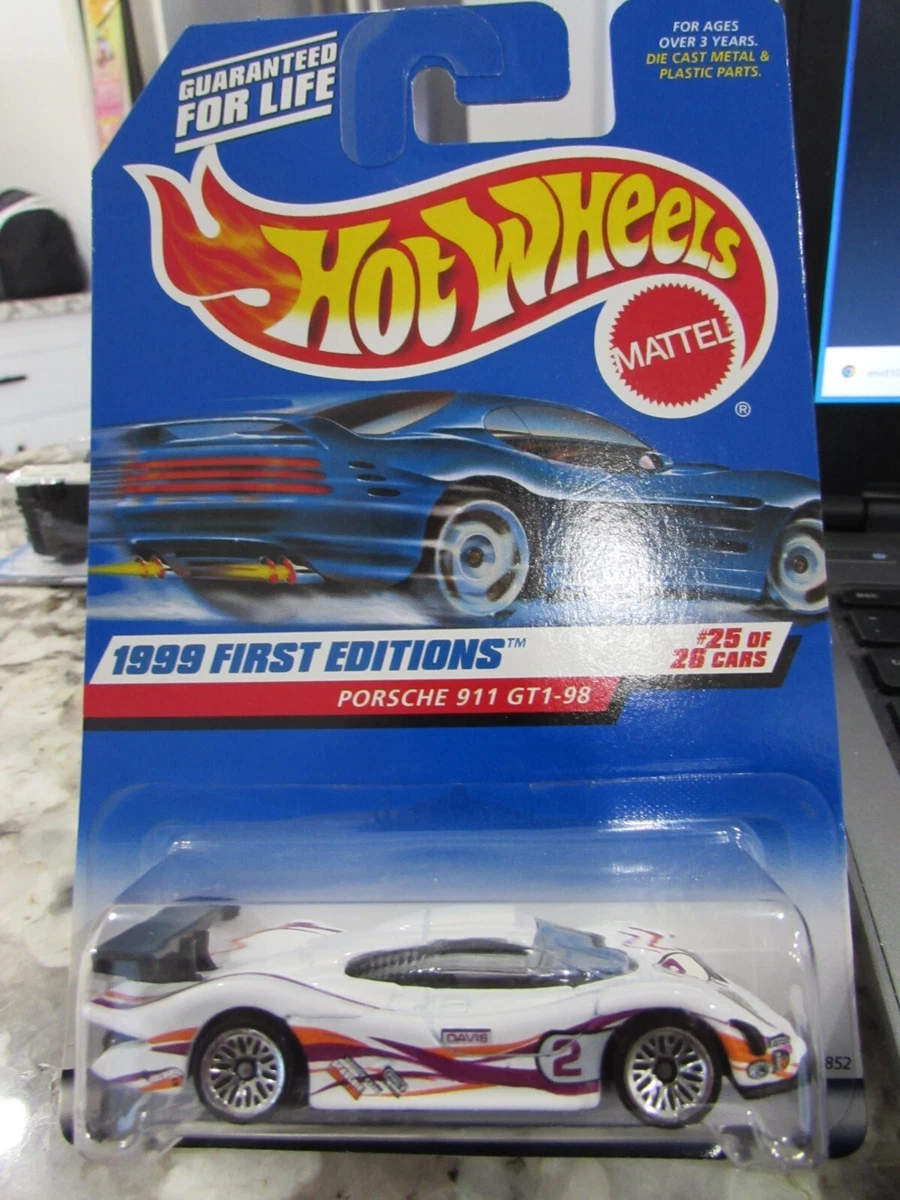 GUARANTEED
FOR LIFE
FOR AGES
OVER 3 YEARS.
DIE CAST METAL &
PLASTIC PARTS.
HOT WHEELS
MATTEL
®
1999 FIRST EDITIONS™
#25 OF
26 CARS
PORSCHE 911 GT1-98
DAVIS
2
852